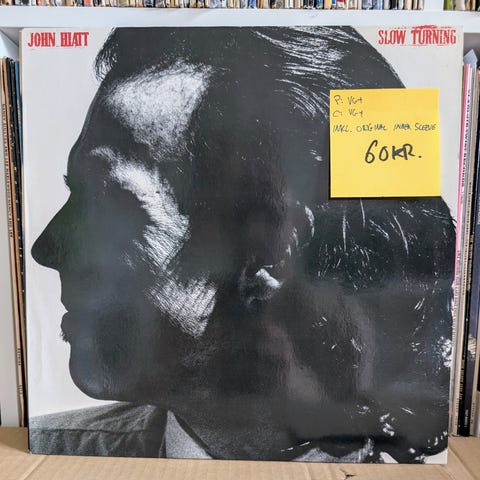 JOHN HIATT
SLOW TURNING
P: VG+
C: VG+
INKL. ORIGINAL INNER SLEEVE
60KR.